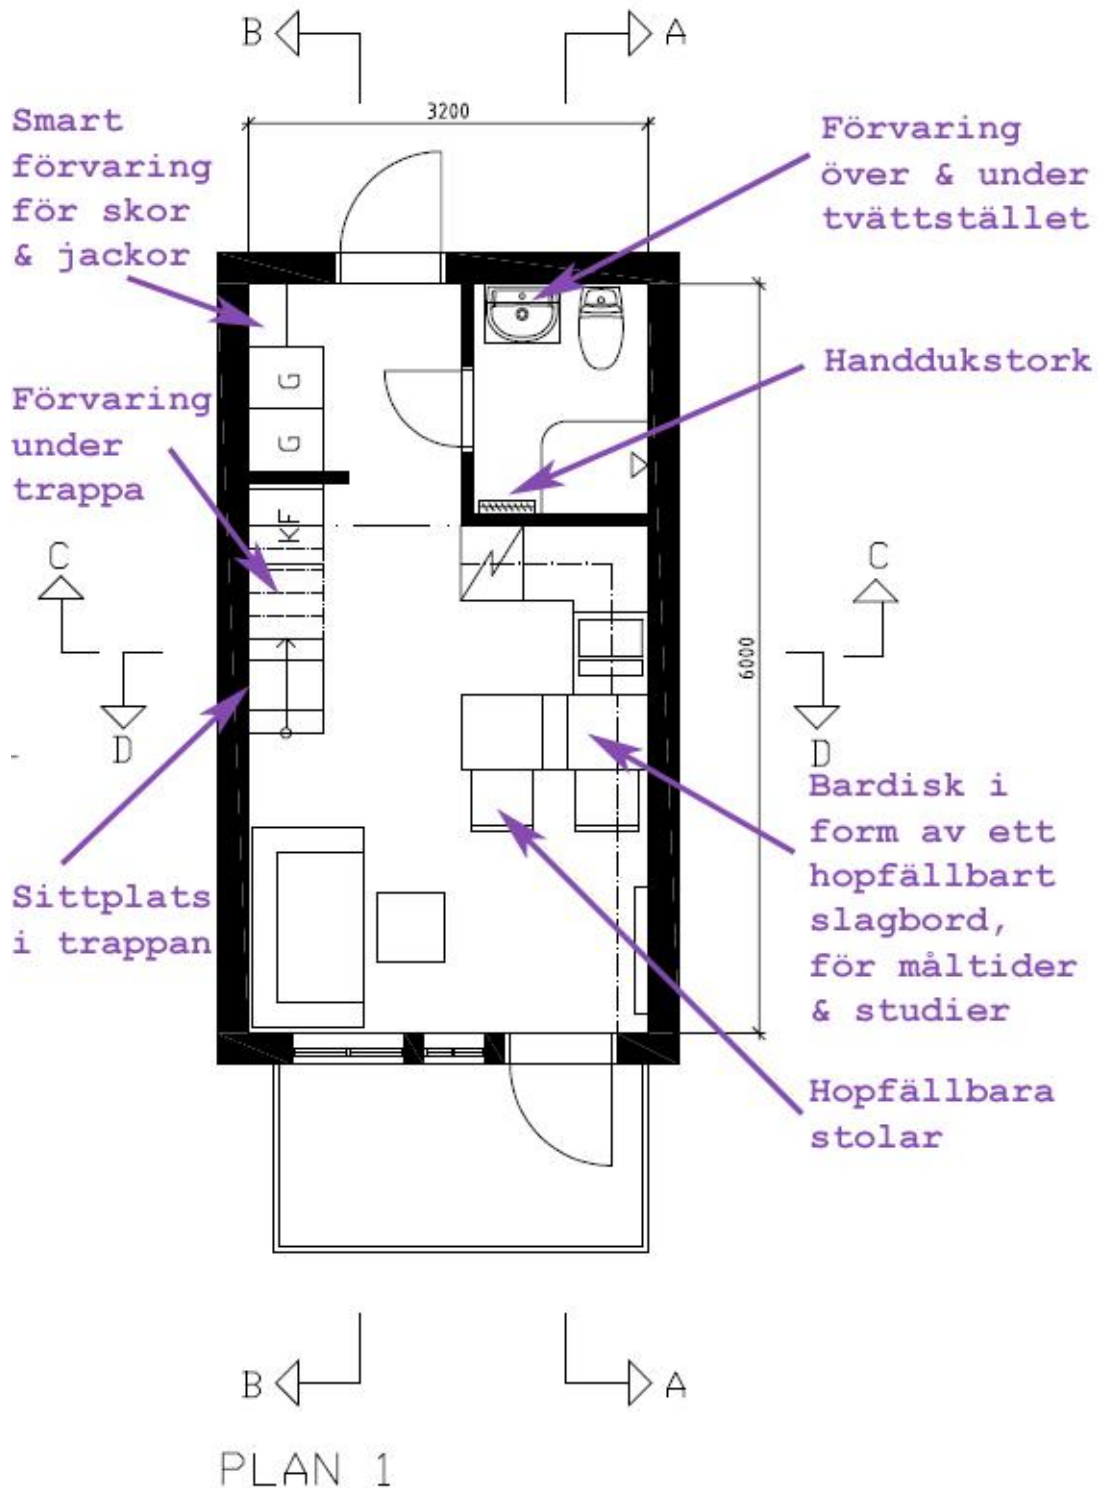 B
A
3200
Smart
förvaring
för skor
& jackor
Förvaring
över & under
tvättstället
G
G
Handdukstork
Förvaring
under
trappa
KF
C
C
6000
D
D
Bardisk i
form av ett
hopfällbart
slagbord,
för måltider
& studier
Sittplats
i trappan
Hopfällbara
stolar
B
A
PLAN 1